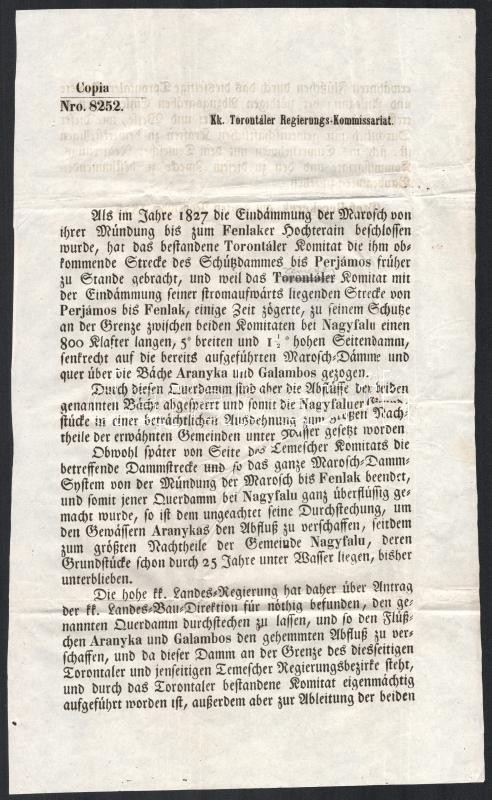 Copia
Nro. 8252.
Kk. Torontáler Regierungs-Kommissariat.
Als im Jahre 1827 die Eindämmung der Marosch von
ihrer Mündung bis zum Fenlaker Hochterain beschlossen
wurde, hat das bestandene Torontáler Komitat die ihm ob-
kommende Strecke des Schützdammes bis Perjámos früher
zu Stande gebracht, und weil das Torontáler Komitat mit
der Eindämmung seiner stromaufwärts liegenden Strecke von
Perjámos bis Fenlak, einige Zeit zögerte, zu seinem Schutze
an der Grenze zwischen beiden Komitaten bei Nagyfalu einen
800 Klafter langen, 5° breiten und 1 1/2° hohen Seitendamm,
senkrecht auf die bereits aufgeführten Marosch-Dämme und
quer über die Bäche Aranyka und Galambos gezogen.
Durch diesen Querdamm sind aber die Abflüsse der beiden
genannten Bäche abgesperrt und somit die Nagyfaluer Grund-
stücke in einer beträchtlichen Ausdehnung zum großen Nach-
theile der erwähnten Gemeinden unter Wasser gesetzt worden
Obwohl später von Seite des Temescher Komitats die
betreffende Dammstrecke und so das ganze Marosch-Damm-
System von der Mündung der Marosch bis Fenlak beendet,
und somit jener Querdamm bei Nagyfalu ganz überflüssig ge-
macht wurde, so ist dem ungeachtet seine Durchstechung, um
den Gewässern Aranykas den Abfluß zu verschaffen, seitdem
zum größten Nachtheile der Gemeinde Nagyfalu, deren
Grundstücke schon durch 25 Jahre unter Wasser liegen, bisher
unterblieben.
Die hohe kk. Landes-Regierung hat daher über Antrag
der kk. Landes-Bau-Direktion für nöthig befunden, den ge-
nannten Querdamm durchstechen zu lassen, und so den Flüß-
chen Aranyka und Galambos den gehemmten Abfluß zu ver-
schaffen, und da dieser Damm an der Grenze des diesseitigen
Torontaler und jenseitigen Temescher Regierungsbezirke steht,
und durch das Torontaler bestandene Komitat eigenmächtig
aufgeführt worden ist, außerdem aber zur Ableitung der beiden